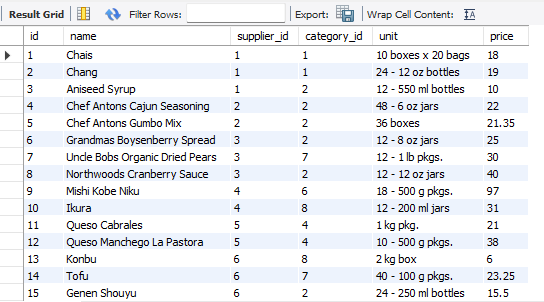 Result Grid Filter Rows: Export: Wrap Cell Content: IA
id name supplier_id category_id unit price
1 Chais 1 1 10 boxes x 20 bags 18
2 Chang 1 1 24 - 12 oz bottles 19
3 Aniseed Syrup 1 2 12 - 550 ml bottles 10
4 Chef Antons Cajun Seasoning 2 2 48 - 6 oz jars 22
5 Chef Antons Gumbo Mix 2 2 36 boxes 21.35
6 Grandmas Boysenberry Spread 3 2 12 - 8 oz jars 25
7 Uncle Bobs Organic Dried Pears 3 7 12 - 1 lb pkgs. 30
8 Northwoods Cranberry Sauce 3 2 12 - 12 oz jars 40
9 Mishi Kobe Niku 4 6 18 - 500 g pkgs. 97
10 Ikura 4 8 12 - 200 ml jars 31
11 Queso Cabrales 5 4 1 kg pkg. 21
12 Queso Manchego La Pastora 5 4 10 - 500 g pkgs. 38
13 Konbu 6 8 2 kg box 6
14 Tofu 6 7 40 - 100 g pkgs. 23.25
15 Genen Shouyu 6 2 24 - 250 ml bottles 15.5